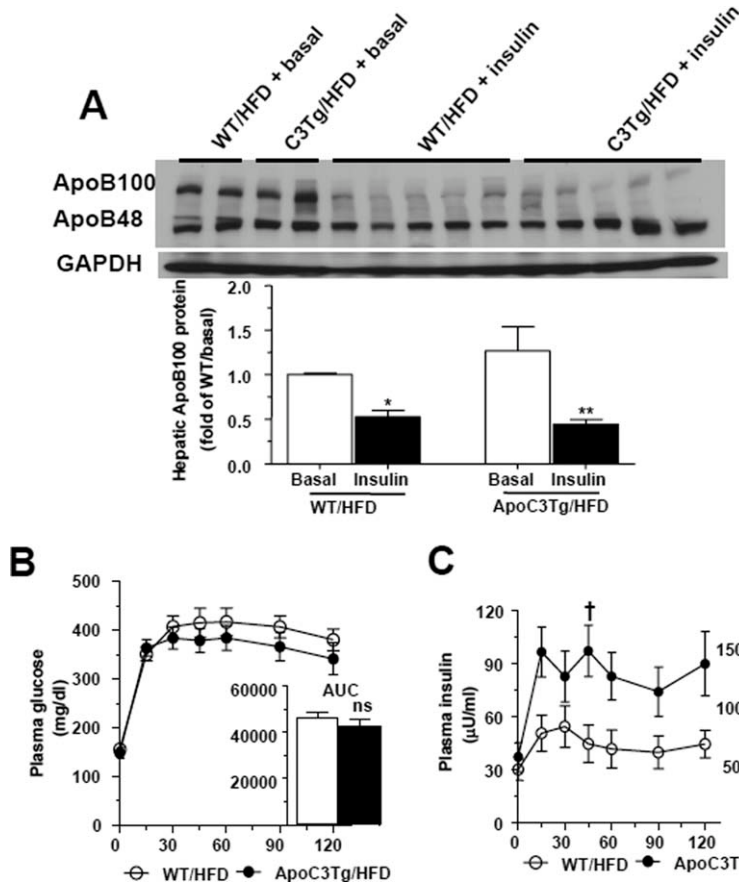 A
WT/HFD + basal
C3Tg/HFD + basal
WT/HFD + insulin
C3Tg/HFD + insulin
ApoB100
ApoB48
GAPDH
Hepatic ApoB100 protein
(fold of WT/basal)
2.0
1.5
1.0
0.5
0.0
*
**
Basal Insulin Basal Insulin
WT/HFD ApoC3Tg/HFD
B
Plasma glucose
(mg/dl)
500
400
300
200
100
0
0 30 60 90 120
AUC
ns
60000
40000
20000
WT/HFD ApoC3Tg/HFD
C
Plasma insulin
(µU/ml)
120
90
60
30
0
†
0 30 60 90 120
150
100
50
WT/HFD ApoC3T